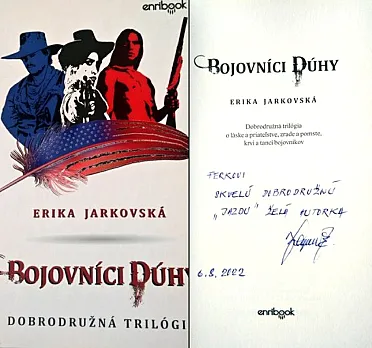 enribook
ERIKA JARKOVSKÁ
BOJOVNÍCI DÚHY
DOBRODRUŽNÁ TRILÓGI
BOJOVNÍCI DÚHY
ERIKA JARKOVSKÁ
Dobrodružná trilógia
o láske a priateľstve, zrade a pomste,
krvi a tanci bojovníkov
FERKOVI
SKVELÚ DOBRODRUŽNÚ
„JAZDU" ŽELÁ AUTORKA
6.8.2022
enribook